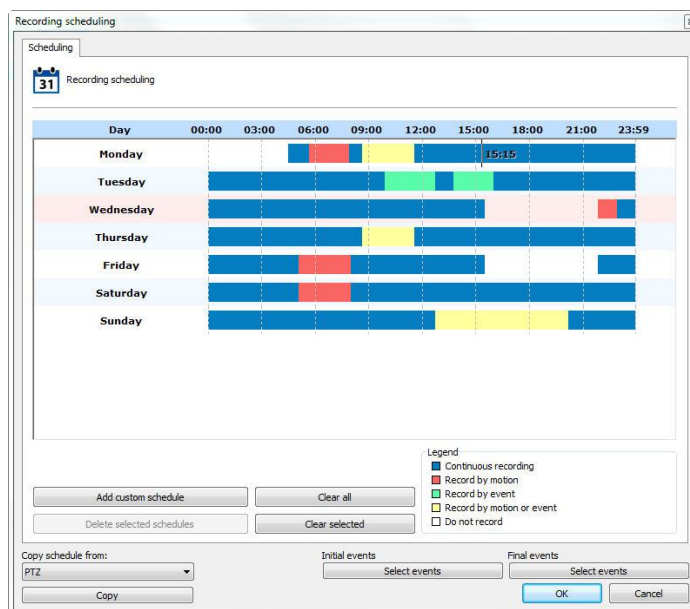 Recording scheduling
Scheduling
31
Recording scheduling
Day 00:00 03:00 06:00 09:00 12:00 15:00 18:00 21:00 23:59
Monday 15:15
Tuesday
Wednesday
Thursday
Friday
Saturday
Sunday
Legend
Continuous recording
Record by motion
Record by event
Record by motion or event
Do not record
Add custom schedule Clear all
Delete selected schedules Clear selected
Copy schedule from: Initial events Final events
PTZ Select events Select events
Copy OK Cancel